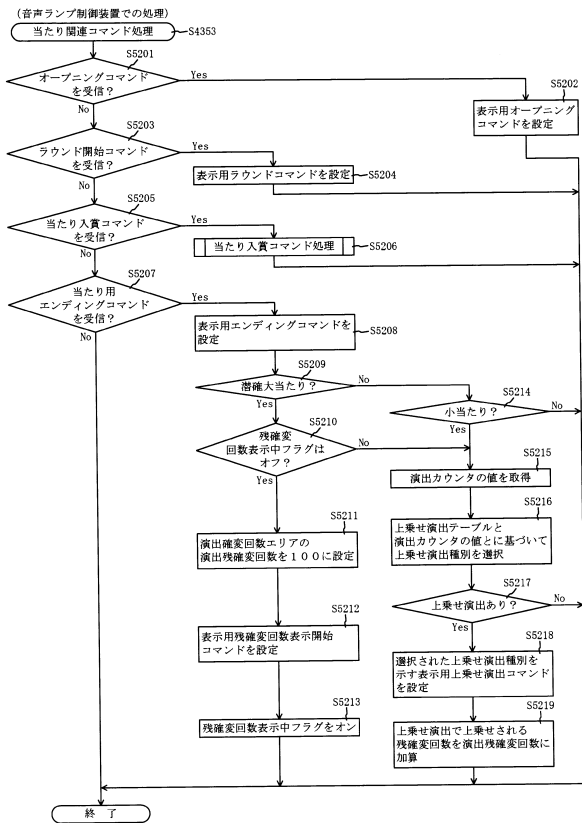 (音声ランプ制御装置での処理)
当たり関連コマンド処理
S4353
S5201
オープニングコマンド
を受信?
Yes
No
S5202
表示用オープニング
コマンドを設定
S5203
ラウンド開始コマンド
を受信?
Yes
No
表示用ラウンドコマンドを設定
S5204
S5205
当たり入賞コマンド
を受信?
Yes
No
当たり入賞コマンド処理
S5206
S5207
当たり用
エンディングコマンド
を受信?
Yes
No
表示用エンディングコマンドを
設定
S5208
S5209
潜確大当たり?
No
Yes
S5214
小当たり?
No
Yes
S5210
残確変
回数表示中フラグは
オフ?
No
Yes
S5215
演出カウンタの値を取得
S5211
演出確変回数エリアの
演出残確変回数を100に設定
S5216
上乗せ演出テーブルと
演出カウンタの値とに基づいて
上乗せ演出種別を選択
S5217
上乗せ演出あり?
No
Yes
S5212
表示用残確変回数表示開始
コマンドを設定
S5218
選択された上乗せ演出種別を
示す表示用上乗せ演出コマンド
を設定
S5213
残確変回数表示中フラグをオン
S5219
上乗せ演出で上乗せされる
残確変回数を演出残確変回数に
加算
終了